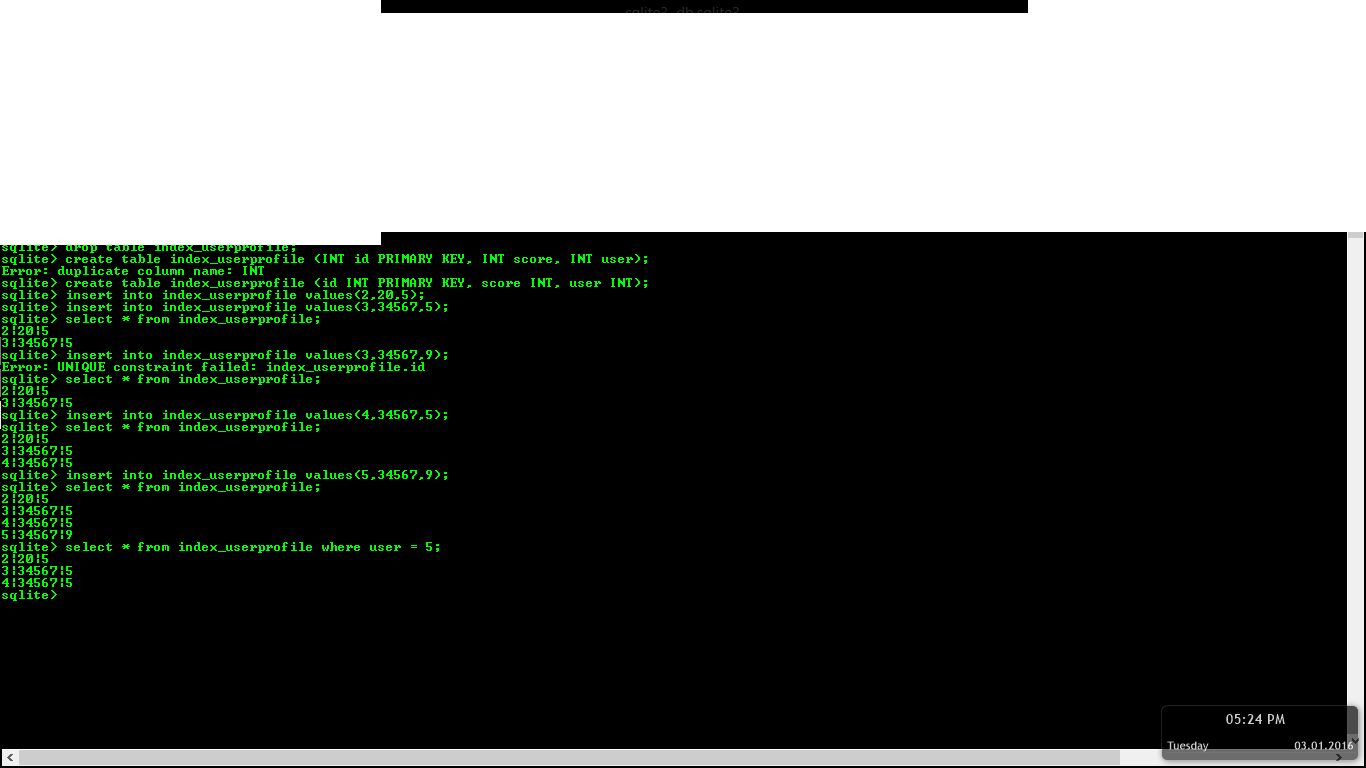 sqlite3 db.sqlite3
sqlite> drop table index_userprofile;
sqlite> create table index_userprofile (INT id PRIMARY KEY, INT score, INT user);
Error: duplicate column name: INT
sqlite> create table index_userprofile (id INT PRIMARY KEY, score INT, user INT);
sqlite> insert into index_userprofile values(2,20,5);
sqlite> insert into index_userprofile values(3,34567,5);
sqlite> select * from index_userprofile;
2|20|5
3|34567|5
sqlite> insert into index_userprofile values(3,34567,9);
Error: UNIQUE constraint failed: index_userprofile.id
sqlite> select * from index_userprofile;
2|20|5
3|34567|5
sqlite> insert into index_userprofile values(4,34567,5);
sqlite> select * from index_userprofile;
2|20|5
3|34567|5
4|34567|5
sqlite> insert into index_userprofile values(5,34567,9);
sqlite> select * from index_userprofile;
2|20|5
3|34567|5
4|34567|5
5|34567|9
sqlite> select * from index_userprofile where user = 5;
2|20|5
3|34567|5
4|34567|5
sqlite>
05:24 PM
Tuesday 03.01.2016